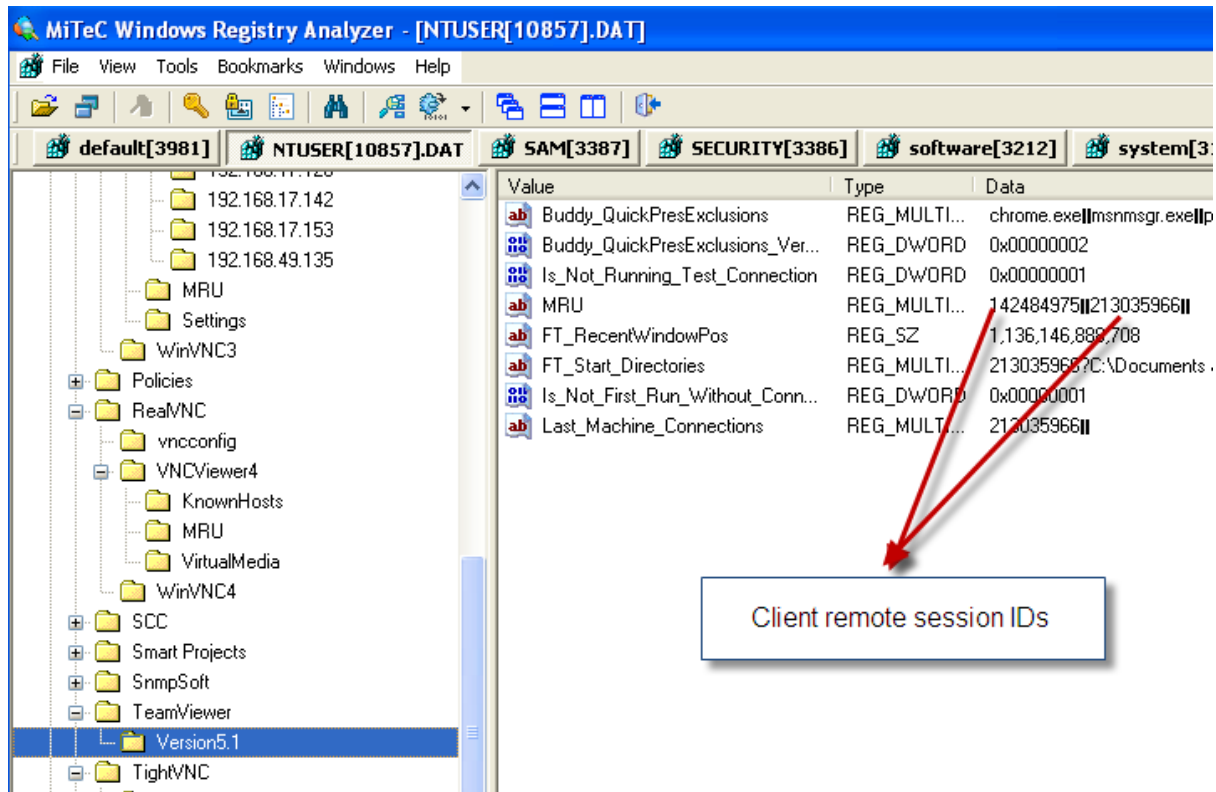 MiTeC Windows Registry Analyzer - [NTUSER[10857].DAT]
File View Tools Bookmarks Windows Help
default[3981] NTUSER[10857].DAT SAM[3387] SECURITY[3386] software[3212] system[3
192.168.17.142
192.168.17.153
192.168.49.135
MRU
Settings
WinVNC3
Policies
RealVNC
vncconfig
VNCViewer4
KnownHosts
MRU
VirtualMedia
WinVNC4
SCC
Smart Projects
SnmpSoft
TeamViewer
Version5.1
TightVNC
Value Type Data
Buddy_QuickPresExclusions REG_MULTI... chrome.exe||msnmsgr.exe||p
Buddy_QuickPresExclusions_Ver... REG_DWORD 0x00000002
Is_Not_Running_Test_Connection REG_DWORD 0x00000001
MRU REG_MULTI... 142484975||213035966||
FT_RecentWindowPos REG_SZ 1,136,146,888,708
FT_Start_Directories REG_MULTI... 213035966?C:\Documents
Is_Not_First_Run_Without_Conn... REG_DWORD 0x00000001
Last_Machine_Connections REG_MULTI... 213035966||
Client remote session IDs